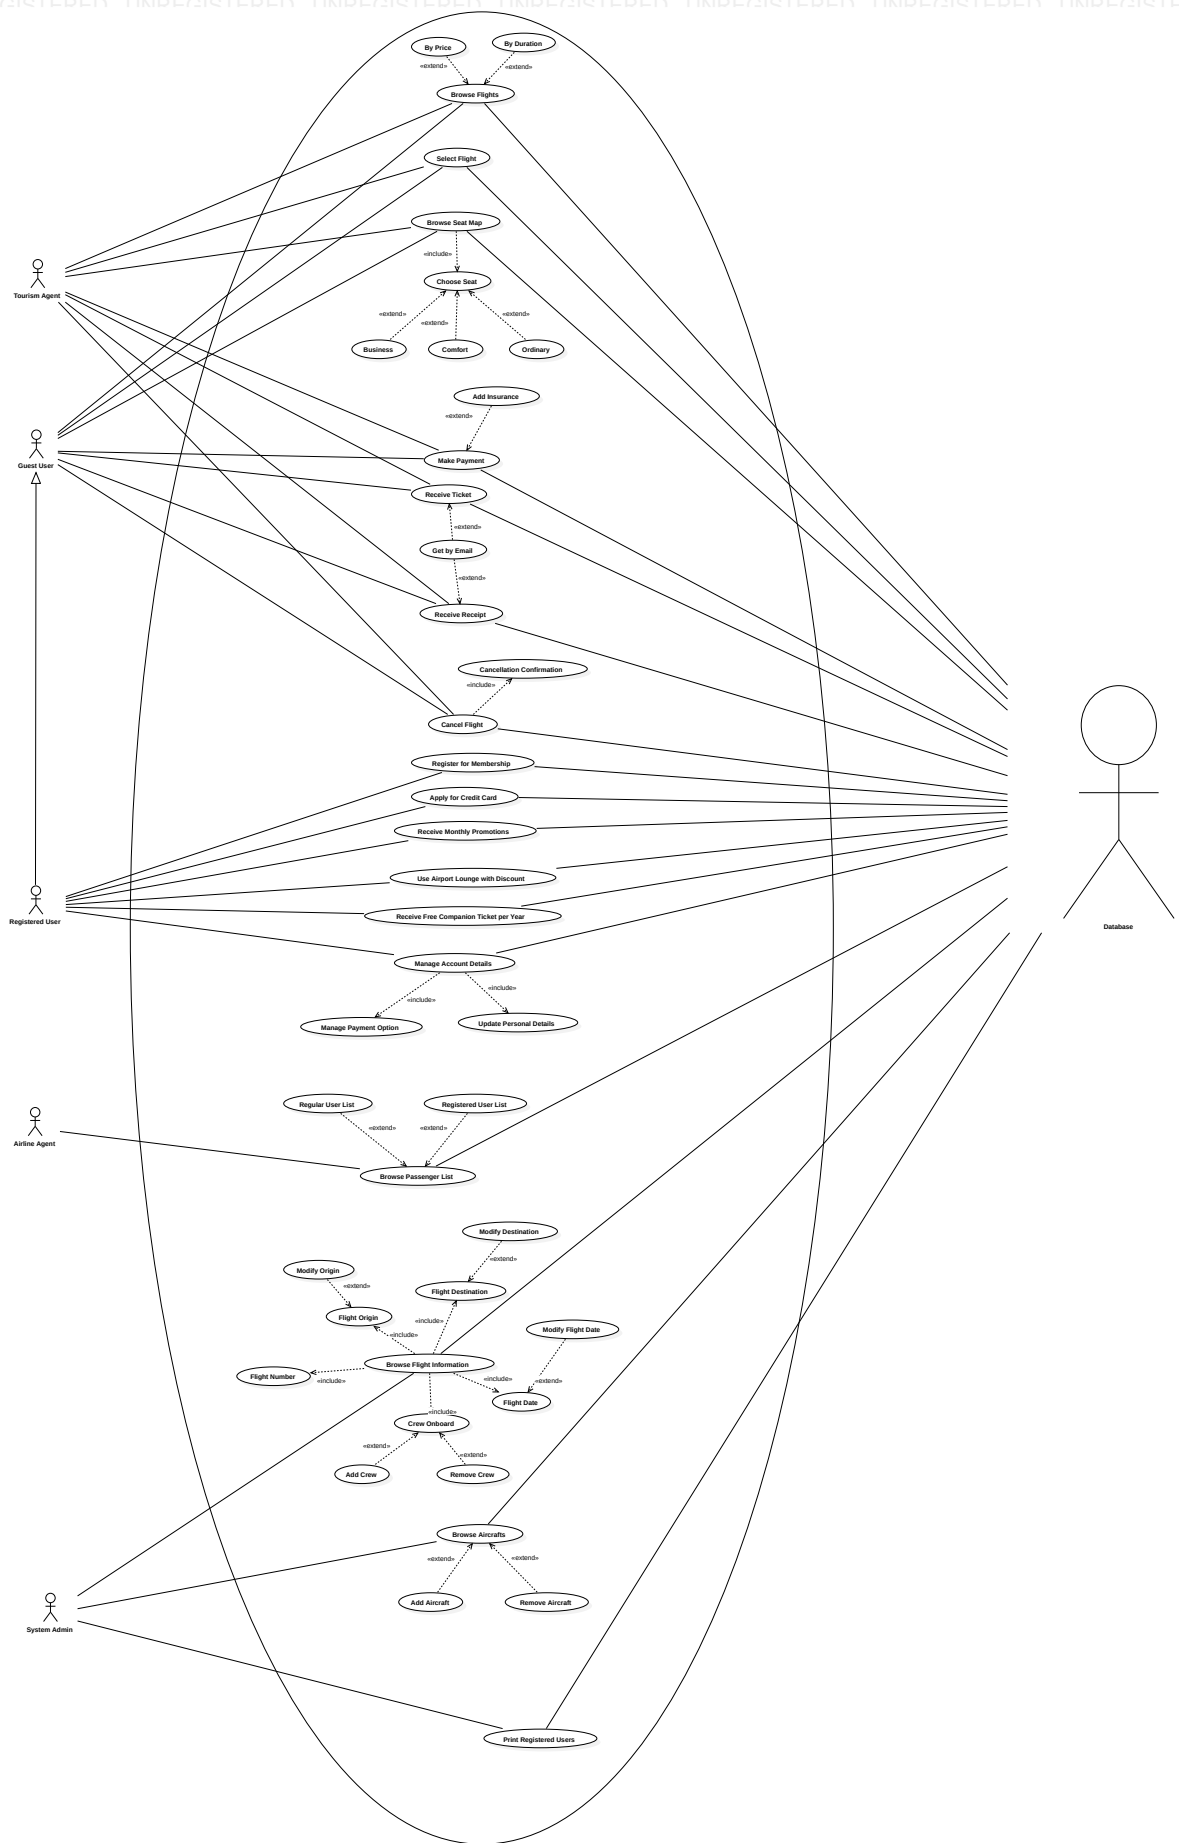 UNREGISTERED UNREGISTERED UNREGISTERED UNREGISTERED UNREGISTERED UNREGISTERED
By Price
By Duration
«extend»
«extend»
Browse Flights
Select Flight
Browse Seat Map
«include»
Tourism Agent
Choose Seat
«extend»
«extend»
«extend»
Business
Comfort
Ordinary
Add Insurance
«extend»
Guest User
Make Payment
Receive Ticket
«extend»
Get by Email
«extend»
Receive Receipt
Cancellation Confirmation
«include»
Cancel Flight
Register for Membership
Apply for Credit Card
Receive Monthly Promotions
Use Airport Lounge with Discount
Receive Free Companion Ticket per Year
Registered User
Database
Manage Account Details
«include»
«include»
Manage Payment Option
Update Personal Details
Regular User List
Registered User List
«extend»
«extend»
Airline Agent
Browse Passenger List
Modify Destination
«extend»
Modify Origin
«extend»
Flight Destination
Flight Origin
«include»
«include»
Modify Flight Date
Browse Flight Information
Flight Number
«include»
«include»
«extend»
Flight Date
«include»
Crew Onboard
«extend»
«extend»
Add Crew
Remove Crew
Browse Aircrafts
«extend»
«extend»
Add Aircraft
Remove Aircraft
System Admin
Print Registered Users